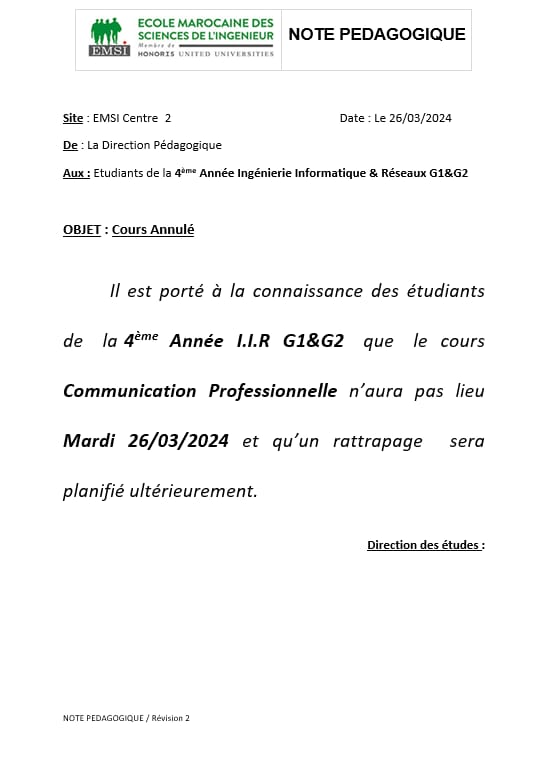 EMSI
ECOLE MAROCAINE DES
SCIENCES DE L'INGENIEUR
Membre de
HONORIS UNITED UNIVERSITIES
NOTE PEDAGOGIQUE
Site : EMSI Centre 2 Date : Le 26/03/2024
De : La Direction Pédagogique
Aux : Etudiants de la 4ème Année Ingénierie Informatique & Réseaux G1&G2
OBJET : Cours Annulé
Il est porté à la connaissance des étudiants
de la 4ème Année I.I.R G1&G2 que le cours
Communication Professionnelle n'aura pas lieu
Mardi 26/03/2024 et qu'un rattrapage sera
planifié ultérieurement.
Direction des études :
NOTE PEDAGOGIQUE / Révision 2